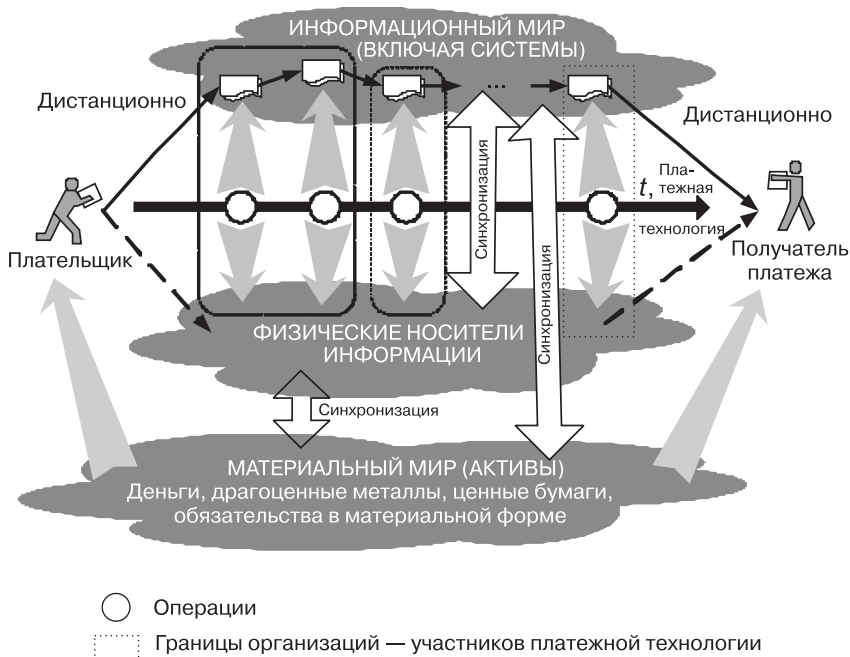 ИНФОРМАЦИОННЫЙ МИР
(ВКЛЮЧАЯ СИСТЕМЫ)
Дистанционно
...
Дистанционно
Синхронизация
Синхронизация
t, Пла-
тежная
технология
Плательщик
Получатель
платежа
ФИЗИЧЕСКИЕ НОСИТЕЛИ
ИНФОРМАЦИИ
Синхронизация
МАТЕРИАЛЬНЫЙ МИР (АКТИВЫ)
Деньги, драгоценные металлы, ценные бумаги,
обязательства в материальной форме
Операции
Границы организаций — участников платежной технологии